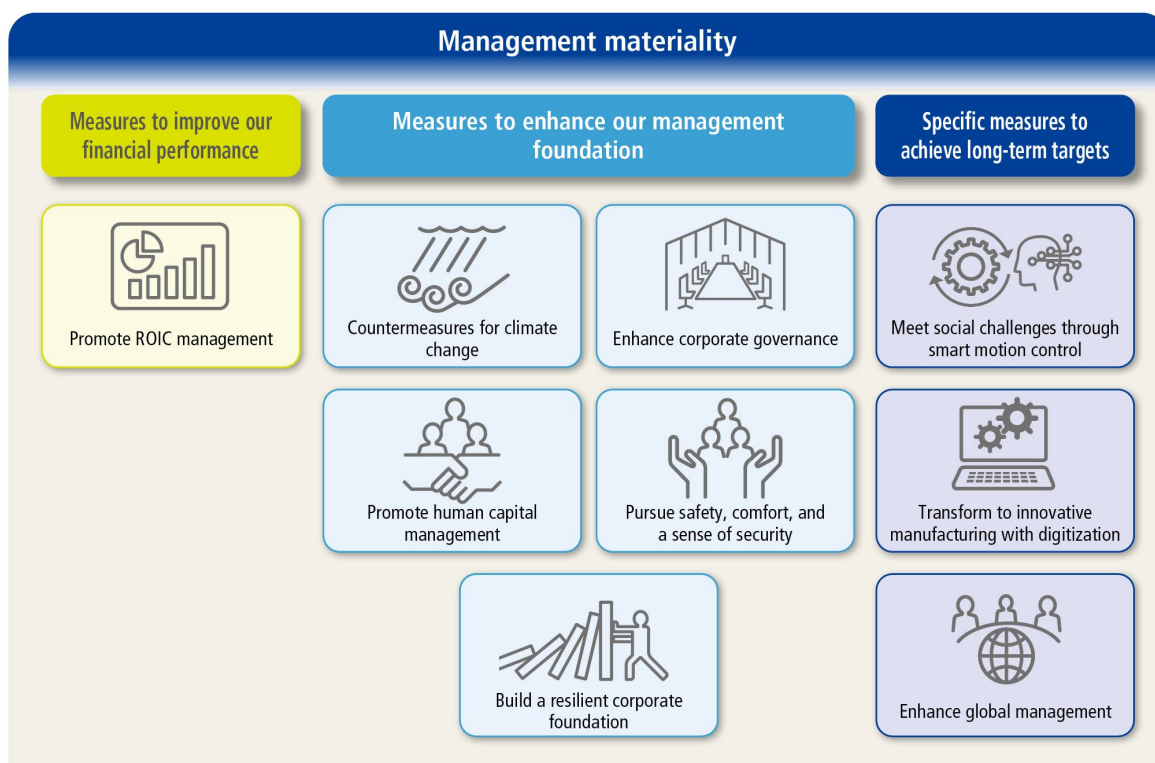 Management materiality
Measures to improve our
financial performance
Measures to enhance our management
foundation
Specific measures to
achieve long-term targets
Promote ROIC management
Countermeasures for climate
change
Enhance corporate governance
Meet social challenges through
smart motion control
Promote human capital
management
Pursue safety, comfort, and
a sense of security
Transform to innovative
manufacturing with digitization
Build a resilient corporate
foundation
Enhance global management